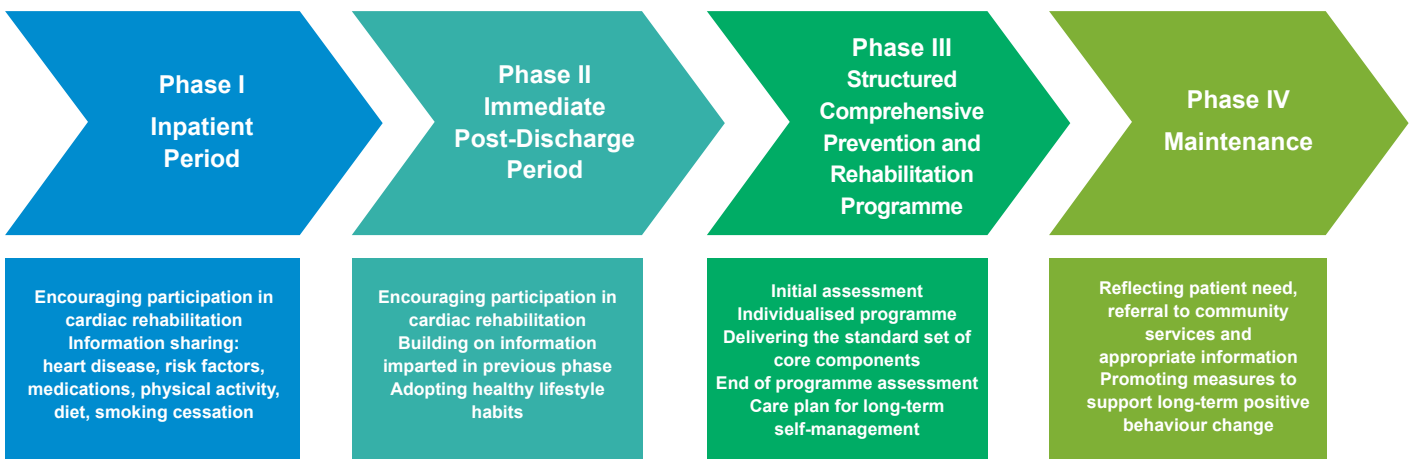 Phase I
Inpatient
Period
Phase II
Immediate
Post-Discharge
Period
Phase III
Structured
Comprehensive
Prevention and
Rehabilitation
Programme
Phase IV
Maintenance
Encouraging participation in
cardiac rehabilitation
Information sharing:
heart disease, risk factors,
medications, physical activity,
diet, smoking cessation
Encouraging participation in
cardiac rehabilitation
Building on information
imparted in previous phase
Adopting healthy lifestyle
habits
Initial assessment
Individualised programme
Delivering the standard set of
core components
End of programme assessment
Care plan for long-term
self-management
Reflecting patient need,
referral to community
services and
appropriate information
Promoting measures to
support long-term positive
behaviour change